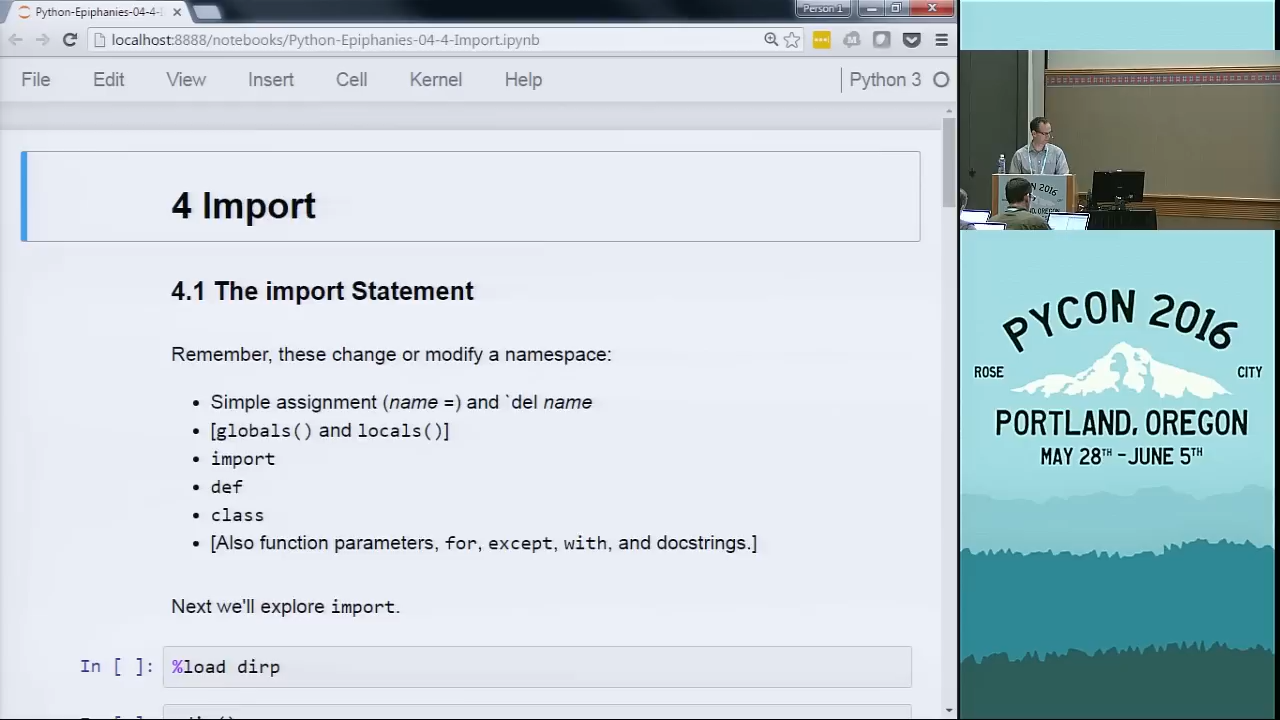 Python-Epiphanies-04-4-I
Person 1
localhost:8888/notebooks/Python-Epiphanies-04-4-Import.ipynb
File Edit View Insert Cell Kernel Help Python 3
4 Import
4.1 The import Statement
Remember, these change or modify a namespace:
Simple assignment (name =) and `del name
[globals() and locals()]
import
def
class
[Also function parameters, for, except, with, and docstrings.]
Next we'll explore import.
In [ ]: %load dirp
CON 2016
PYCON 2016
ROSE CITY
PORTLAND, OREGON
MAY 28TH - JUNE 5TH